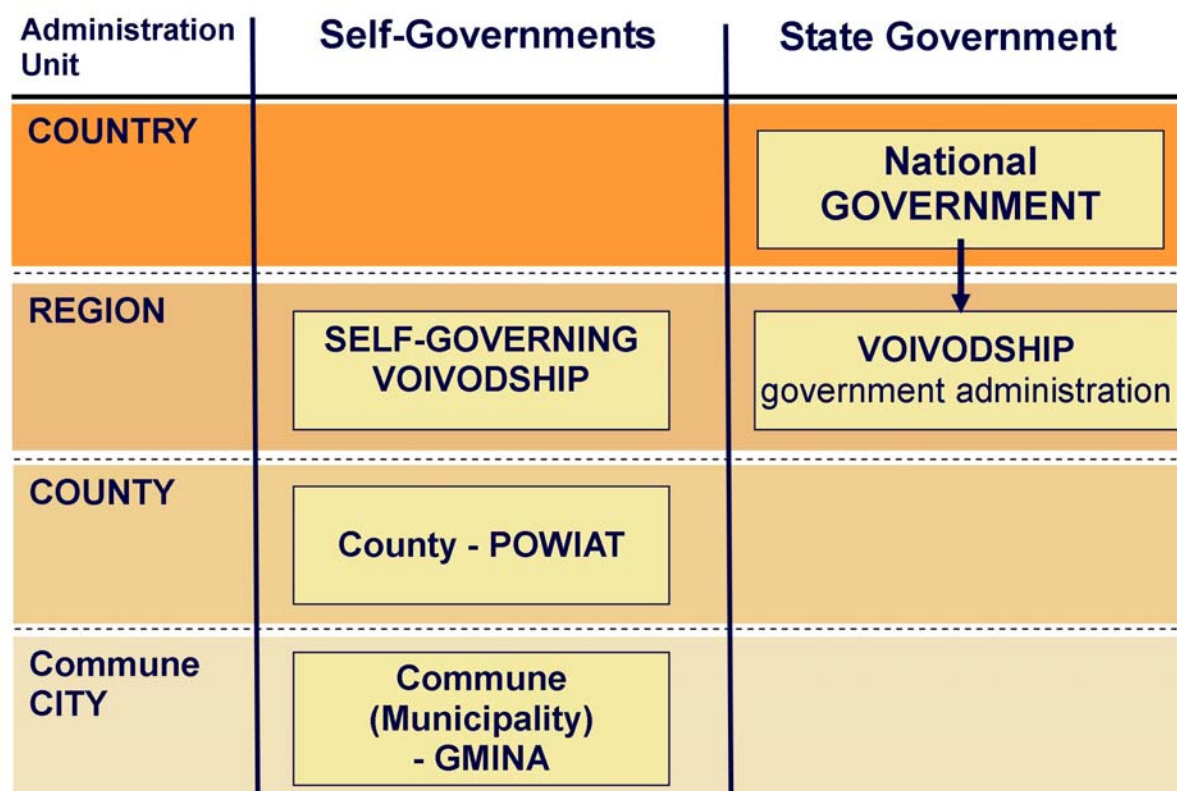 Administration
Unit
Self-Governments
State Government
COUNTRY
National
GOVERNMENT
REGION
SELF-GOVERNING
VOIVODSHIP
VOIVODSHIP
government administration
COUNTY
County - POWIAT
Commune
CITY
Commune
(Municipality)
- GMINA